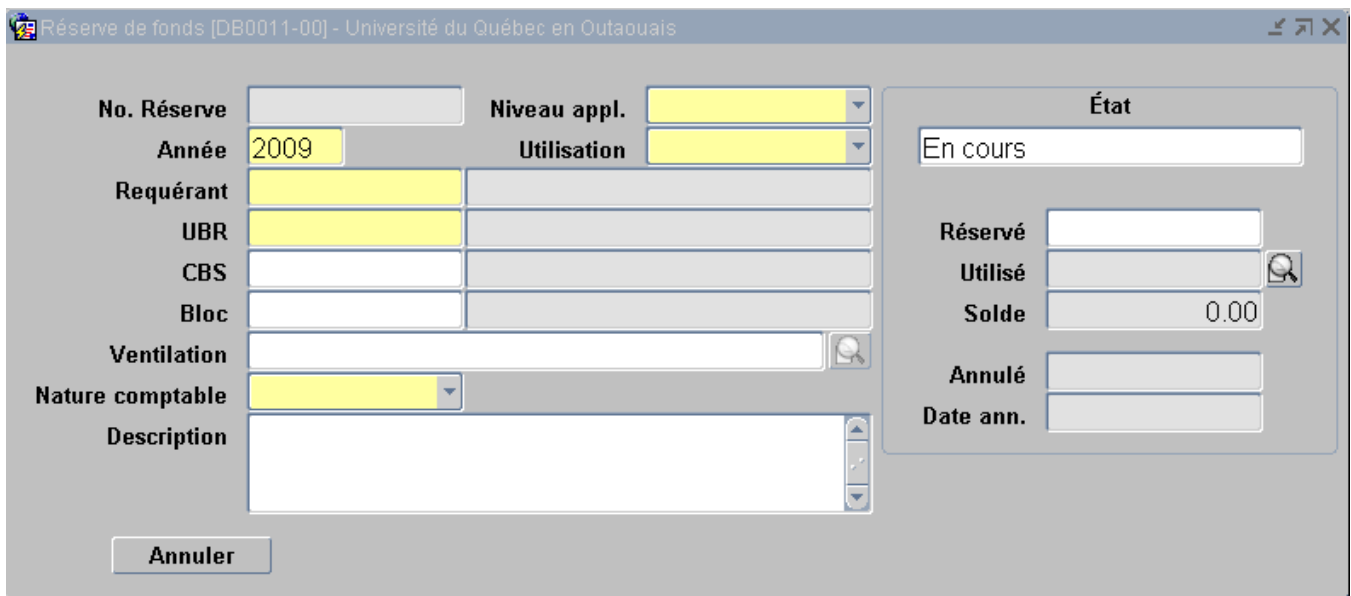 Réserve de fonds [DB0011-00] - Université du Québec en Outaouais
No. Réserve Niveau appl. État
Année 2009 Utilisation En cours
Requérant
UBR Réservé
CBS Utilisé
Bloc Solde 0.00
Ventilation
Annulé
Nature comptable
Date ann.
Description
Annuler